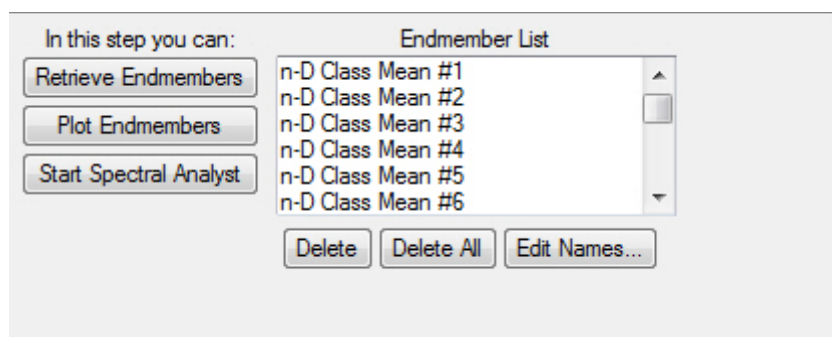 In this step you can:
Retrieve Endmembers
Plot Endmembers
Start Spectral Analyst
Endmember List
n-D Class Mean #1
n-D Class Mean #2
n-D Class Mean #3
n-D Class Mean #4
n-D Class Mean #5
n-D Class Mean #6
Delete
Delete All
Edit Names...